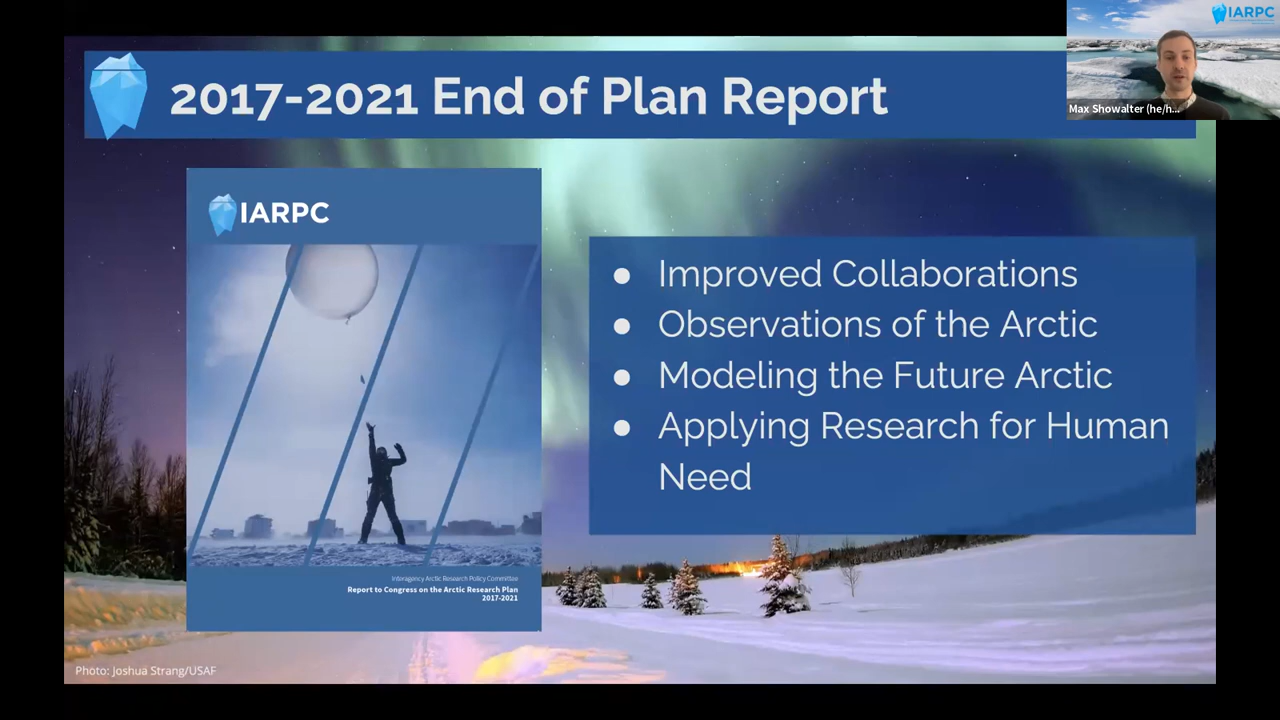 2017-2021 End of Plan Report
IARPC
Max Showalter (he/h...
IARPC
● Improved Collaborations
● Observations of the Arctic
● Modeling the Future Arctic
● Applying Research for Human
Need
Interagency Arctic Research Policy Committee
Report to Congress on the Arctic Research Plan
2017-2021
Photo: Joshua Strang/USAF